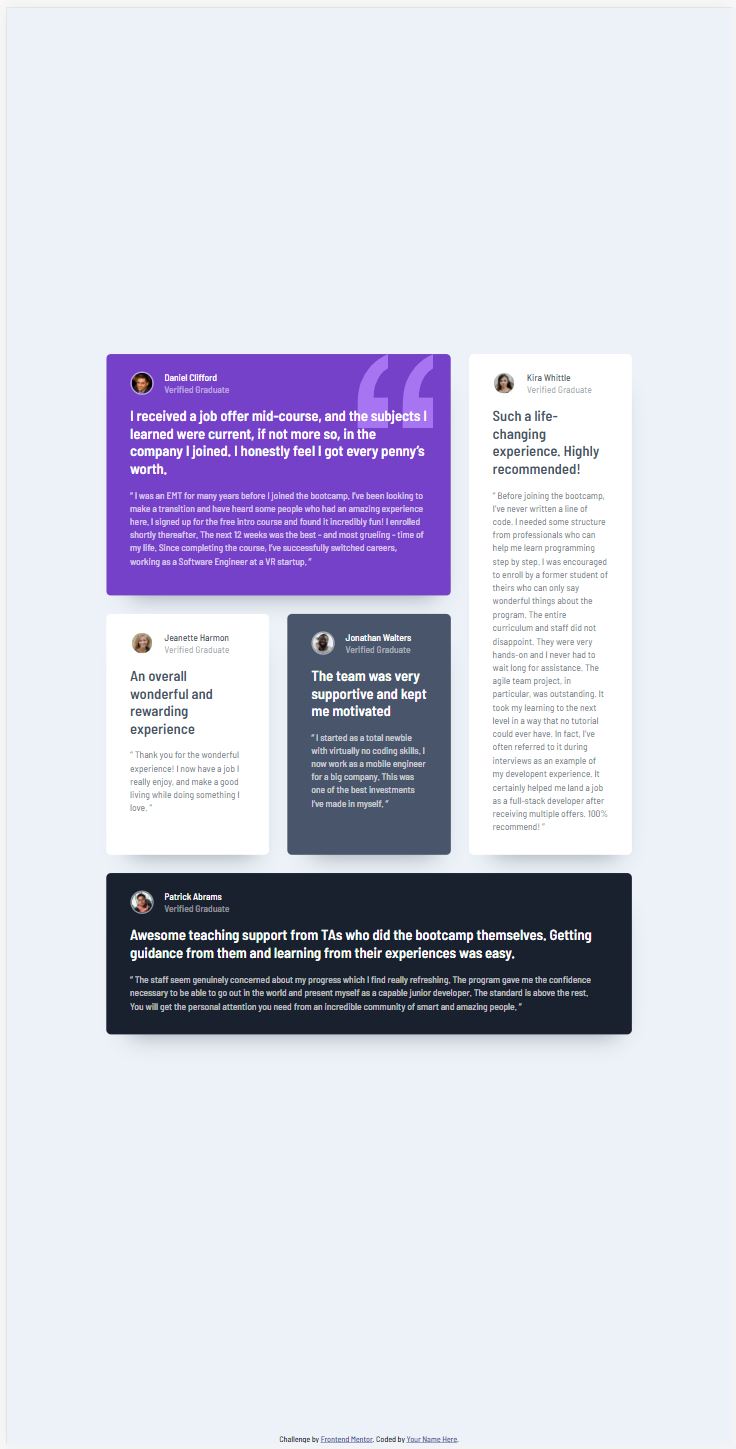 Daniel Clifford
Verified Graduate
I received a job offer mid-course, and the subjects I
learned were current, if not more so, in the
company I joined. I honestly feel I got every penny’s
worth.
“ I was an EMT for many years before I joined the bootcamp. I’ve been looking to
make a transition and have heard some people who had an amazing experience
here. I signed up for the free intro course and found it incredibly fun! I enrolled
shortly thereafter. The next 12 weeks was the best - and most grueling - time of
my life. Since completing the course, I’ve successfully switched careers,
working as a Software Engineer at a VR startup. ”
Kira Whittle
Verified Graduate
Such a life-
changing
experience. Highly
recommended!
“ Before joining the bootcamp,
I’ve never written a line of
code. I needed some structure
from professionals who can
help me learn programming
step by step. I was encouraged
to enroll by a former student of
theirs who can only say
wonderful things about the
program. The entire
curriculum and staff did not
disappoint. They were very
hands-on and I never had to
wait long for assistance. The
agile team project, in
particular, was outstanding. It
took my learning to the next
level in a way that no tutorial
could ever have. In fact, I’ve
often referred to it during
interviews as an example of
my developent experience. It
certainly helped me land a job
as a full-stack developer after
receiving multiple offers. 100%
recommend! ”
Jeanette Harmon
Verified Graduate
An overall
wonderful and
rewarding
experience
“ Thank you for the wonderful
experience! I now have a job I
really enjoy, and make a good
living while doing something I
love. ”
Jonathan Walters
Verified Graduate
The team was very
supportive and kept
me motivated
“ I started as a total newbie
with virtually no coding skills. I
now work as a mobile engineer
for a big company. This was
one of the best investments
I’ve made in myself. ”
Patrick Abrams
Verified Graduate
Awesome teaching support from TAs who did the bootcamp themselves. Getting
guidance from them and learning from their experiences was easy.
“ The staff seem genuinely concerned about my progress which I find really refreshing. The program gave me the confidence
necessary to be able to go out in the world and present myself as a capable junior developer. The standard is above the rest.
You will get the personal attention you need from an incredible community of smart and amazing people. ”
Challenge by Frontend Mentor. Coded by Your Name Here.